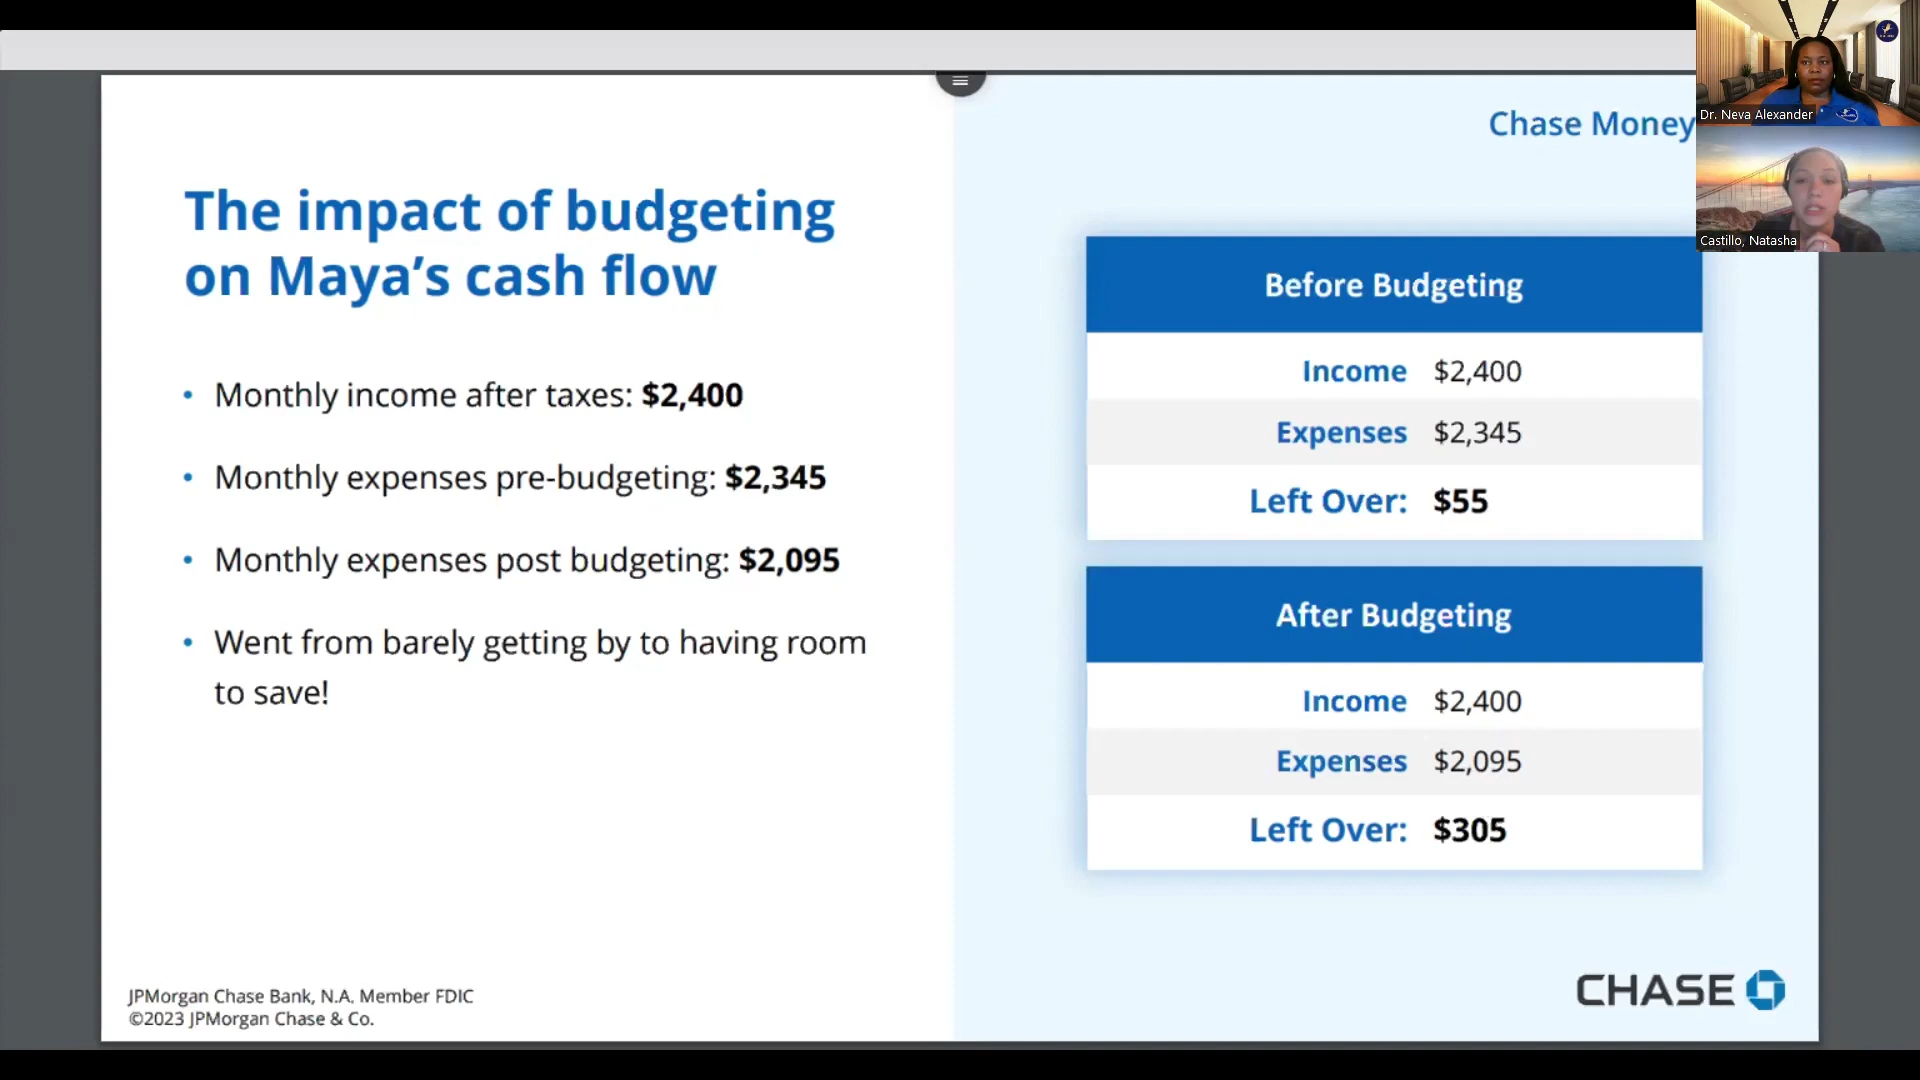 Chase Money
Dr. Neva Alexander
Castillo, Natasha
The impact of budgeting
on Maya’s cash flow
• Monthly income after taxes: $2,400
• Monthly expenses pre-budgeting: $2,345
• Monthly expenses post budgeting: $2,095
• Went from barely getting by to having room
to save!
Before Budgeting
Income $2,400
Expenses $2,345
Left Over: $55
After Budgeting
Income $2,400
Expenses $2,095
Left Over: $305
JPMorgan Chase Bank, N.A. Member FDIC
©2023 JPMorgan Chase & Co.
CHASE